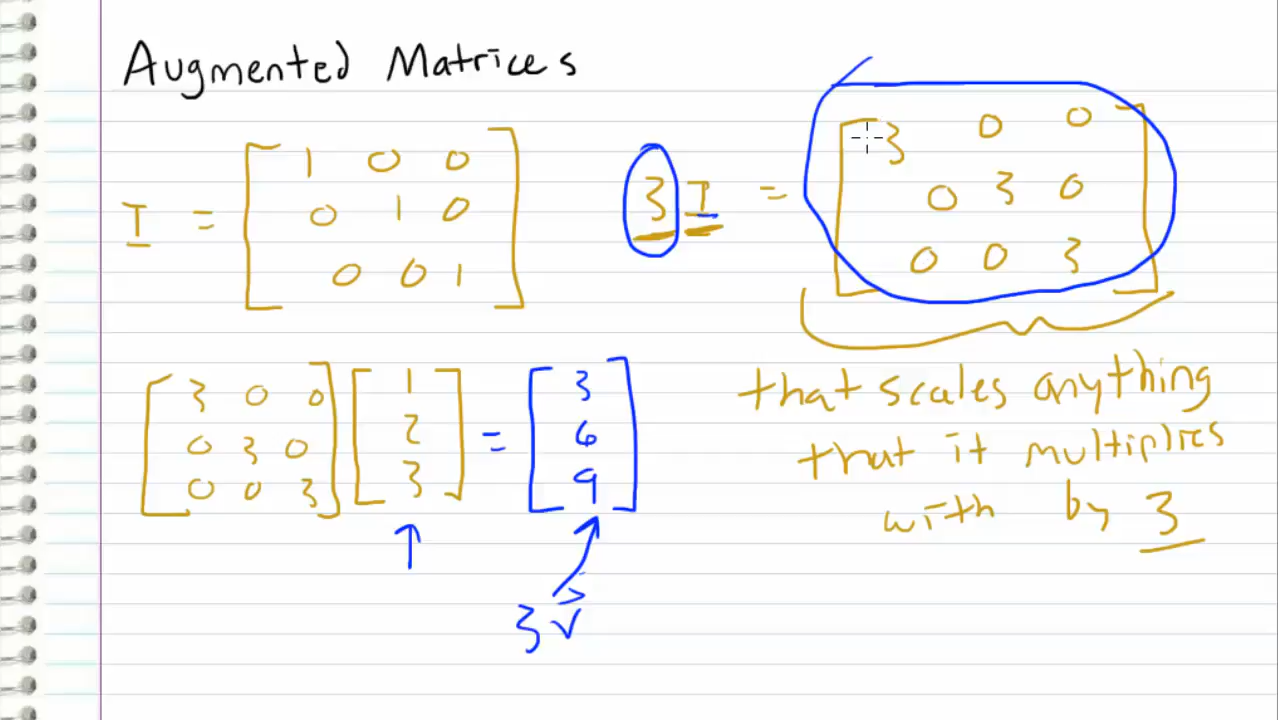 Augmented Matrices
I = [ 1 0 0
0 1 0
0 0 1 ]
3 I = [ 3 0 0
0 3 0
0 0 3 ]
[ 3 0 0
0 3 0
0 0 3 ] [ 1
2
3 ] = [ 3
6
9 ]
3 v⃗
that scales anything
that it multiplies
with by 3